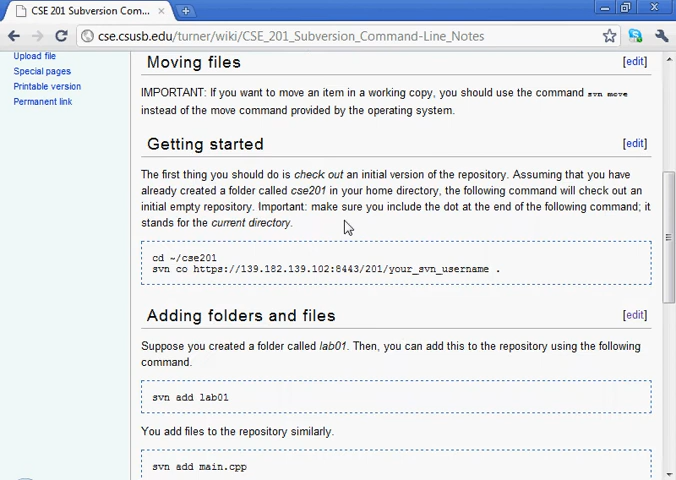 CSE 201 Subversion Com...
cse.csusb.edu/turner/wiki/CSE_201_Subversion_Command-Line_Notes
Upload file
Special pages
Printable version
Permanent link
Moving files
[edit]
IMPORTANT: If you want to move an item in a working copy, you should use the command svn move
instead of the move command provided by the operating system.
Getting started
[edit]
The first thing you should do is check out an initial version of the repository. Assuming that you have
already created a folder called cse201 in your home directory, the following command will check out an
initial empty repository. Important: make sure you include the dot at the end of the following command; it
stands for the current directory.
cd ~/cse201
svn co https://139.182.139.102:8443/201/your_svn_username .
Adding folders and files
[edit]
Suppose you created a folder called lab01. Then, you can add this to the repository using the following
command.
svn add lab01
You add files to the repository similarly.
svn add main.cpp